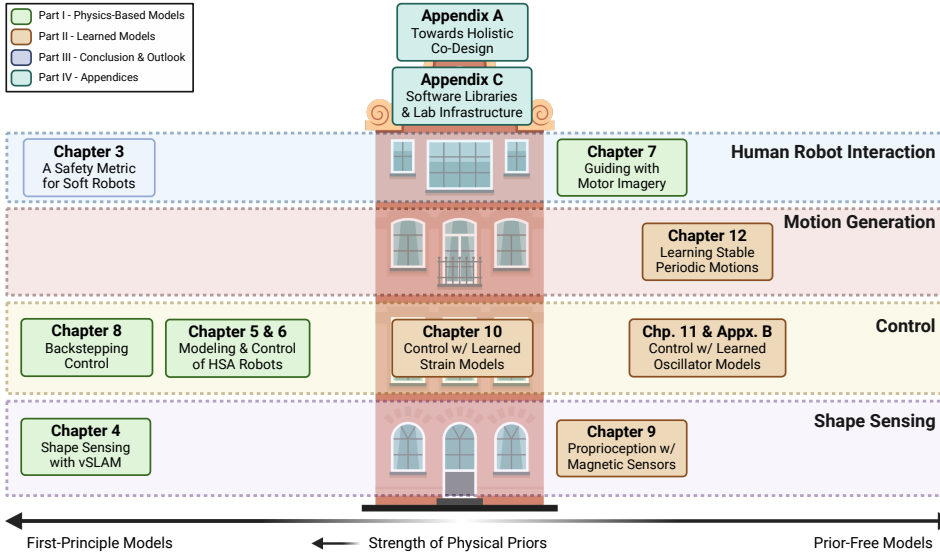 Part I - Physics-Based Models
Part II - Learned Models
Part III - Conclusion & Outlook
Part IV - Appendices
Appendix A
Towards Holistic
Co-Design
Appendix C
Software Libraries
& Lab Infrastructure
Human Robot Interaction
Chapter 3
A Safety Metric
for Soft Robots
Chapter 7
Guiding with
Motor Imagery
Motion Generation
Chapter 12
Learning Stable
Periodic Motions
Control
Chapter 8
Backstepping
Control
Chapter 5 & 6
Modeling & Control
of HSA Robots
Chapter 10
Control w/ Learned
Strain Models
Chp. 11 & Appx. B
Control w/ Learned
Oscillator Models
Shape Sensing
Chapter 4
Shape Sensing
with vSLAM
Chapter 9
Proprioception w/
Magnetic Sensors
First-Principle Models
Strength of Physical Priors
Prior-Free Models